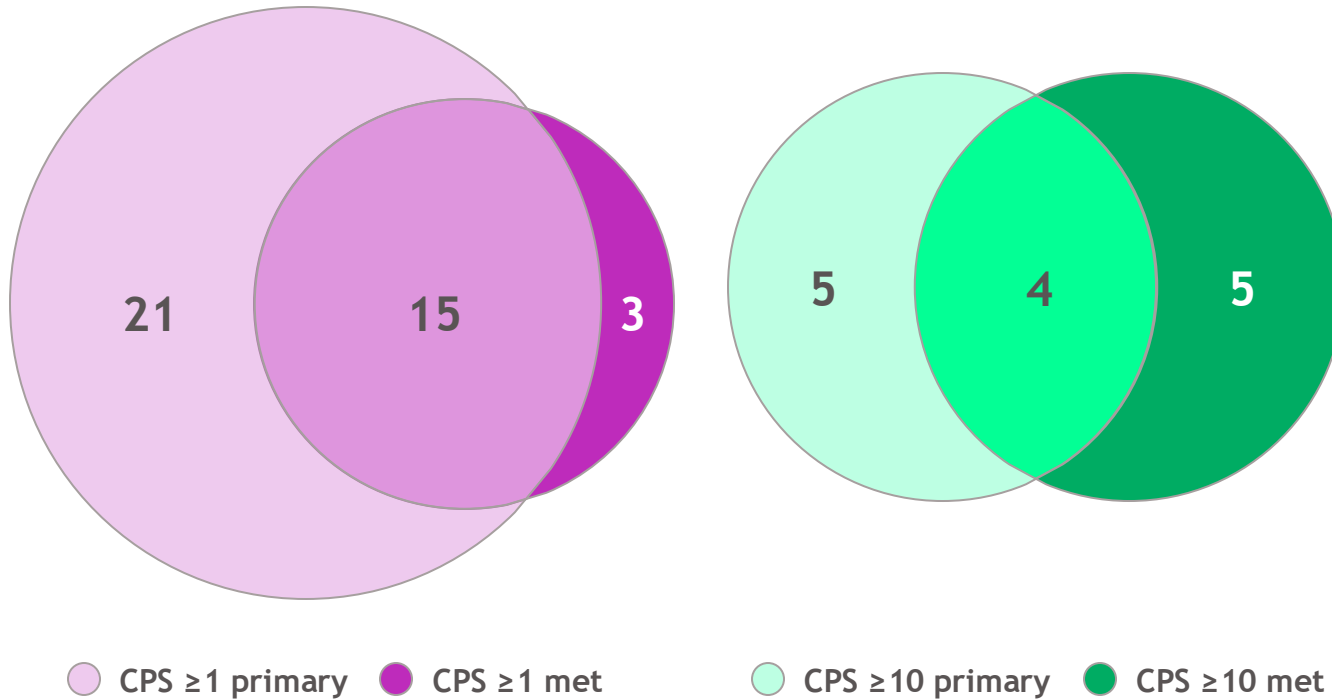 21
15
3
5
4
5
CPS ≥1 primary
CPS ≥1 met
CPS ≥10 primary
CPS ≥10 met